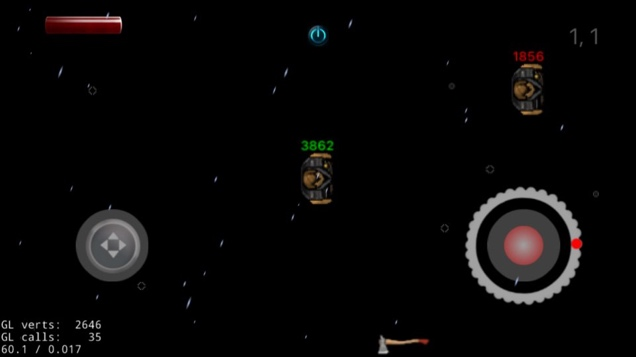 1, 1
1856
3862
GL verts: 2646
GL calls: 35
60.1 / 0.017